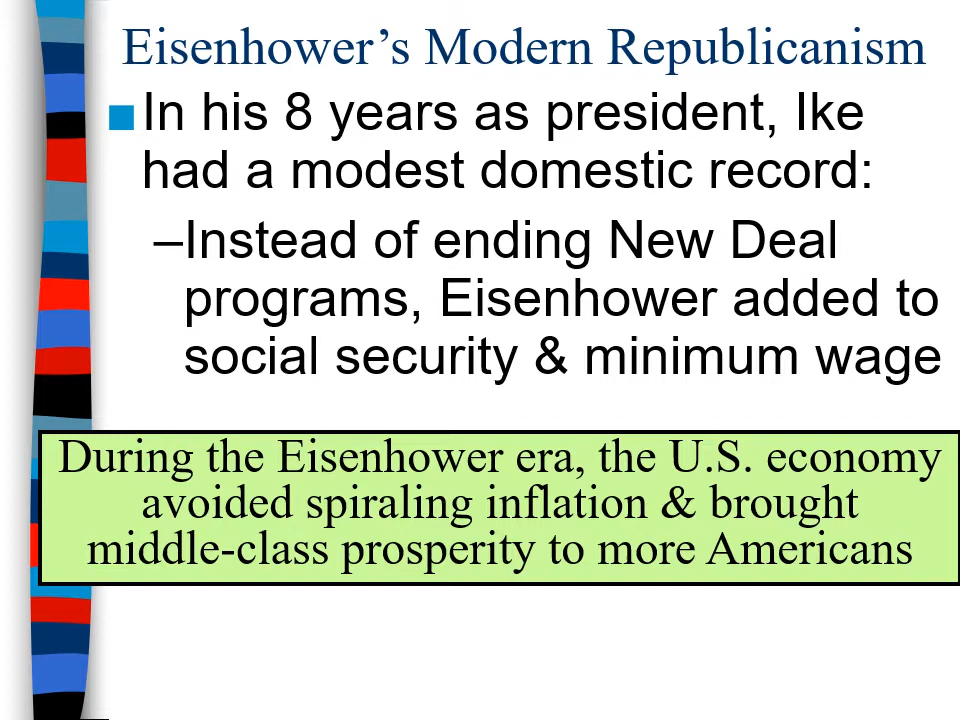 Eisenhower’s Modern Republicanism
In his 8 years as president, Ike
had a modest domestic record:
–Instead of ending New Deal
programs, Eisenhower added to
social security & minimum wage
During the Eisenhower era, the U.S. economy
avoided spiraling inflation & brought
middle-class prosperity to more Americans